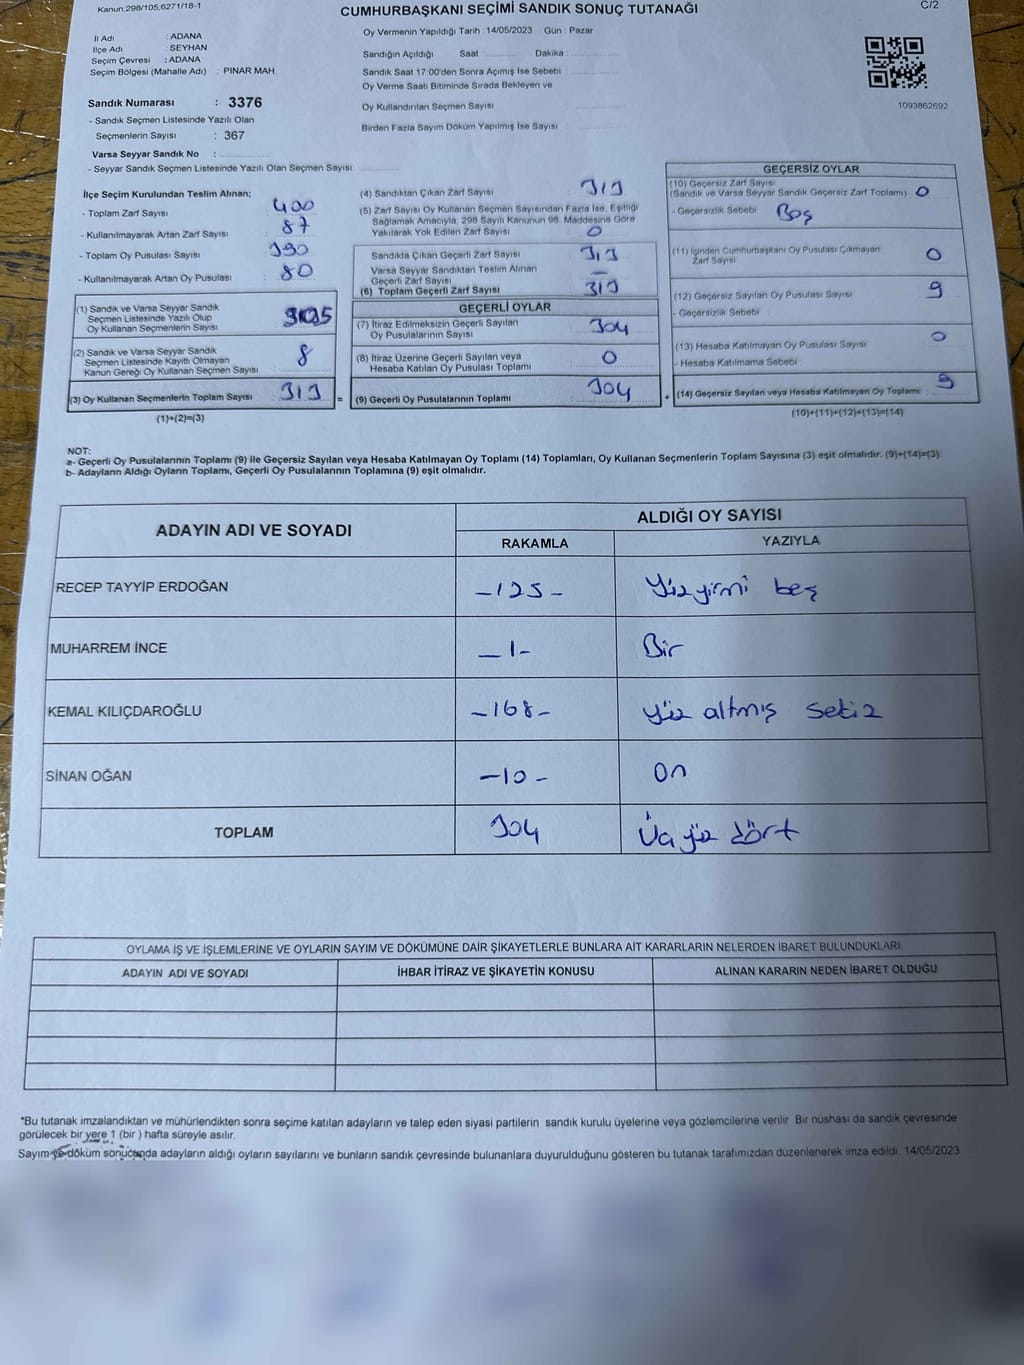 Kanun,298/105,6271/18-1
C/2
CUMHURBAŞKANI SEÇİMİ SANDIK SONUÇ TUTANAĞI
İl Adı : ADANA
İlçe Adı : SEYHAN
Seçim Çevresi : ADANA
Seçim Bölgesi (Mahalle Adı) : PINAR MAH.
Sandık Numarası : 3376
- Sandık Seçmen Listesinde Yazılı Olan
Seçmenlerin Sayısı : 367
Varsa Seyyar Sandık No :
- Seyyar Sandık Seçmen Listesinde Yazılı Olan Seçmen Sayısı
Oy Vermenin Yapıldığı Tarih : 14/05/2023 Gün : Pazar
Sandığın Açıldığı Saat : Dakika :
Sandık Saat 17:00'den Sonra Açımış İse Sebebi :
Oy Verme Saati Bitiminde Sırada Bekleyen ve
Oy Kullandırılan Seçmen Sayısı :
Birden Fazla Sayım Döküm Yapılmış İse Sayısı :
1093862692
İlçe Seçim Kurulundan Teslim Alınan;
- Toplam Zarf Sayısı : 400
- Kullanılmayarak Artan Zarf Sayısı : 87
- Toplam Oy Pusulası Sayısı : 390
- Kullanılmayarak Artan Oy Pusulası : 80
(1) Sandık ve Varsa Seyyar Sandık
Seçmen Listesinde Yazılı Olup
Oy Kullanan Seçmenlerin Sayısı
(2) Sandık ve Varsa Seyyar Sandık
Seçmen Listesinde Kayıtlı Olmayan
Kanun Gereği Oy Kullanan Seçmen Sayısı : 8
(3) Oy Kullanan Seçmenlerin Toplam Sayısı : 313 =
(1)+(2)=(3)
(4) Sandıktan Çıkan Zarf Sayısı : 313
(5) Zarf Sayısı Oy Kullanan Seçmen Sayısından Fazla İse, Eşitliği
Sağlamak Amacıyla, 298 Sayılı Kanunun 98. Maddesine Göre
Yakılarak Yok Edilen Zarf Sayısı : 0
Sandıkta Çıkan Geçerli Zarf Sayısı : 313
Varsa Seyyar Sandıktan Teslim Alınan
Geçerli Zarf Sayısı : —
(6) Toplam Geçerli Zarf Sayısı : 313
GEÇERLİ OYLAR
(7) İtiraz Edilmeksizin Geçerli Sayılan
Oy Pusulalarının Sayısı : 304
(8) İtiraz Üzerine Geçerli Sayılan veya
Hesaba Katılan Oy Pusulası Toplamı : 0
(9) Geçerli Oy Pusulalarının Toplamı : 304 +
GEÇERSİZ OYLAR
(10) Geçersiz Zarf Sayısı
(Sandık ve Varsa Seyyar Sandık Geçersiz Zarf Toplamı) : 0
- Geçersizlik Sebebi : Boş
(11) İçinden Cumhurbaşkanı Oy Pusulası Çıkmayan
Zarf Sayısı : 0
(12) Geçersiz Sayılan Oy Pusulası Sayısı : 9
- Geçersizlik Sebebi :
(13) Hesaba Katılmayan Oy Pusulası Sayısı : 0
- Hesaba Katılmama Sebebi :
(14) Geçersiz Sayılan veya Hesaba Katılmayan Oy Toplamı : 9
(10)+(11)+(12)+(13)=(14)
NOT:
a- Geçerli Oy Pusulalarının Toplamı (9) ile Geçersiz Sayılan veya Hesaba Katılmayan Oy Toplamı (14) Toplamları, Oy Kullanan Seçmenlerin Toplam Sayısına (3) eşit olmalıdır. (9)+(14)=(3)
b- Adayların Aldığı Oyların Toplamı, Geçerli Oy Pusulalarının Toplamına (9) eşit olmalıdır.
ADAYIN ADI VE SOYADI
ALDIĞI OY SAYISI
RAKAMLA YAZIYLA
RECEP TAYYİP ERDOĞAN -125- Yüzyirmi beş
MUHARREM İNCE -1- Bir
KEMAL KILIÇDAROĞLU -168- Yüz altmış sekiz
SİNAN OĞAN -10- On
TOPLAM 304 Üçyüz dört
OYLAMA İŞ VE İŞLEMLERİNE VE OYLARIN SAYIM VE DÖKÜMÜNE DAİR ŞİKAYETLERLE BUNLARA AİT KARARLARIN NELERDEN İBARET BULUNDUKLARI
ADAYIN ADI VE SOYADI İHBAR İTİRAZ VE ŞİKAYETİN KONUSU ALINAN KARARIN NEDEN İBARET OLDUĞU
*Bu tutanak imzalandıktan ve mühürlendikten sonra seçime katılan adayların ve talep eden siyasi partilerin sandık kurulu üyelerine veya gözlemcilerine verilir. Bir nüshası da sandık çevresinde
görülecek bir yere 1 (bir ) hafta süreyle asılır.
Sayım ve döküm sonucunda adayların aldığı oyların sayılarını ve bunların sandık çevresinde bulunanlara duyurulduğunu gösteren bu tutanak tarafımızdan düzenlenerek imza edildi. 14/05/2023